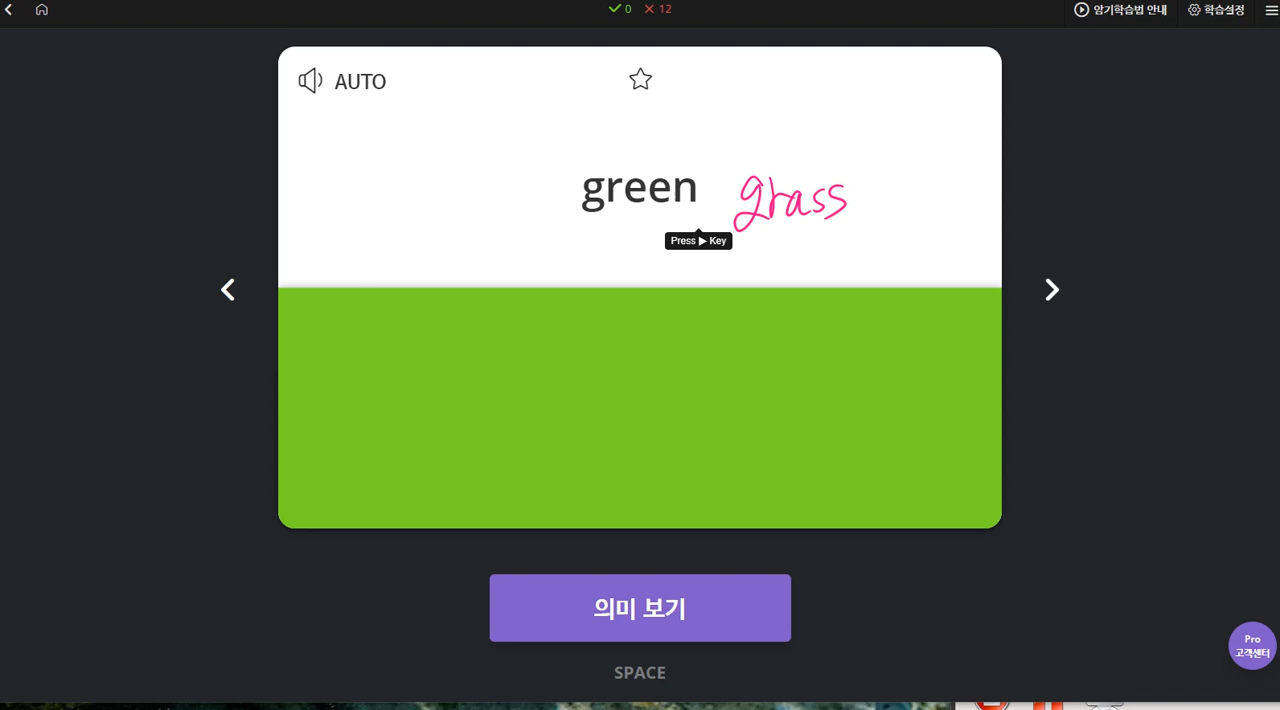 0 12 암기학습법 안내 학습설정
AUTO
green grass
Press ▶ Key
의미 보기
Pro
고객센터
SPACE